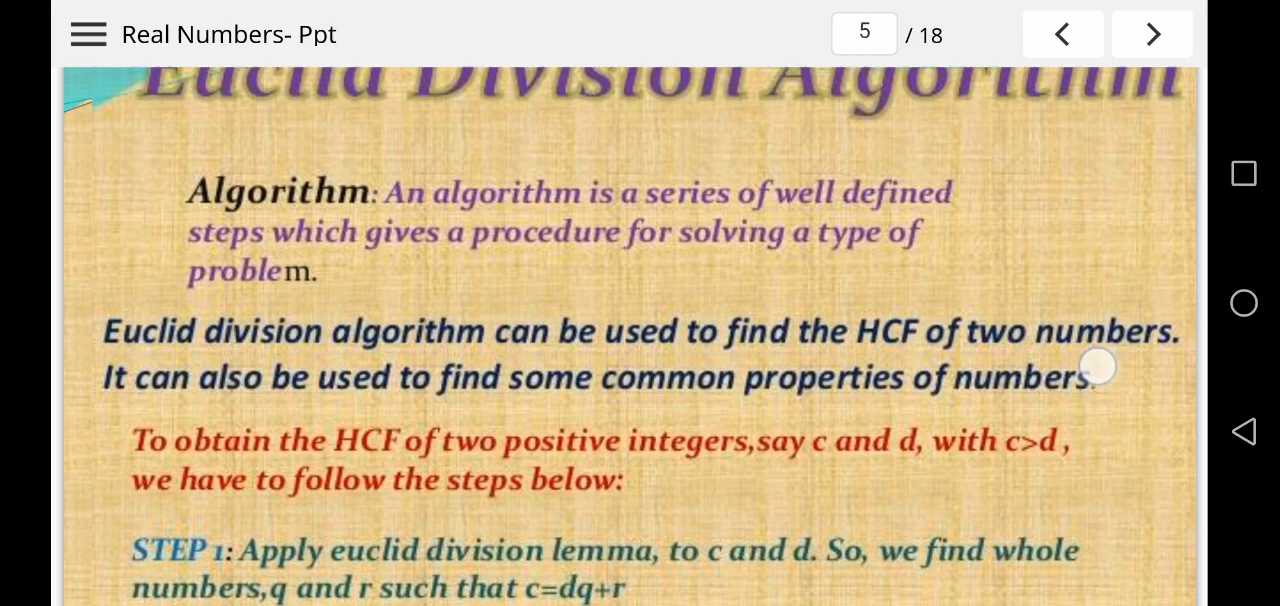 Real Numbers- Ppt
5 / 18
Euclid Division Algorithm
Algorithm: An algorithm is a series of well defined
steps which gives a procedure for solving a type of
problem.
Euclid division algorithm can be used to find the HCF of two numbers.
It can also be used to find some common properties of numbers.
To obtain the HCF of two positive integers,say c and d, with c>d ,
we have to follow the steps below:
STEP 1: Apply euclid division lemma, to c and d. So, we find whole
numbers,q and r such that c=dq+r